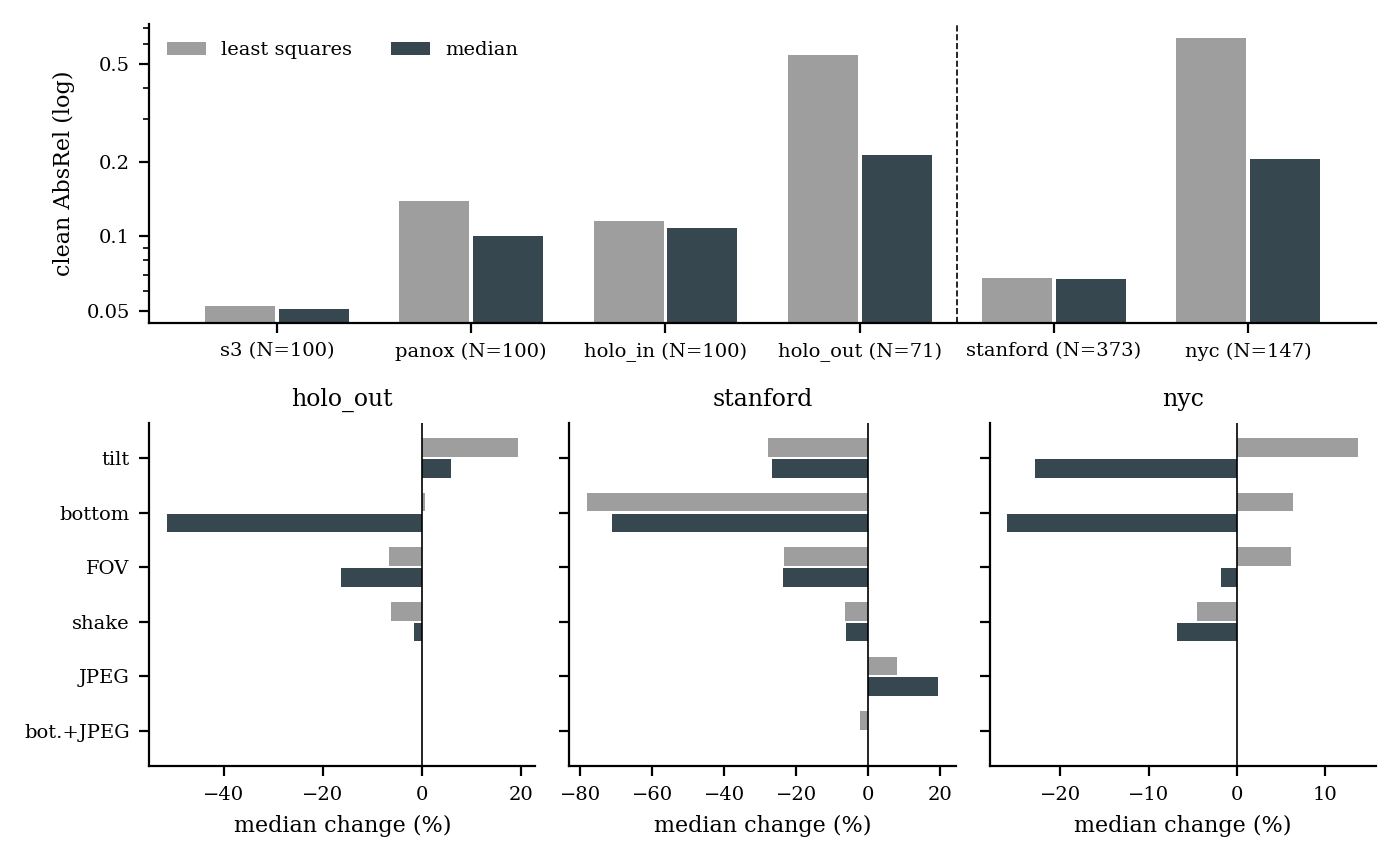 least squares
median
clean AbsRel (log)
0.5
0.2
0.1
0.05
s3 (N=100)
panox (N=100)
holo_in (N=100)
holo_out (N=71)
stanford (N=373)
nyc (N=147)
holo_out
stanford
nyc
tilt
bottom
FOV
shake
JPEG
bot.+JPEG
−40 −20 0 20
−80 −60 −40 −20 0 20
−20 −10 0 10
median change (%)
median change (%)
median change (%)